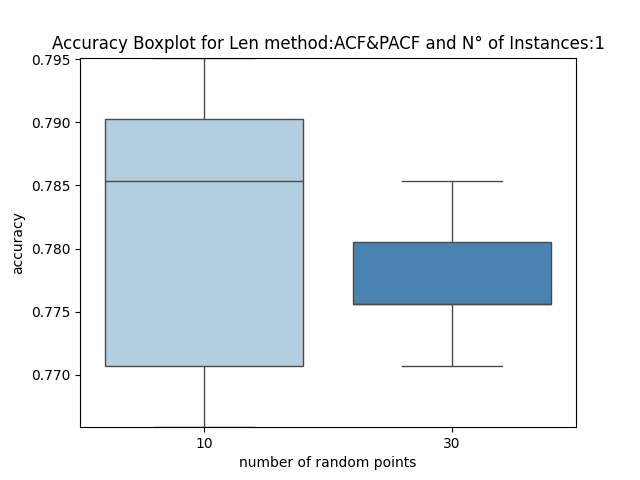 Accuracy Boxplot for Len method:ACF&PACF and N° of Instances:1
0.795
0.790
0.785
0.780
0.775
0.770
accuracy
10
30
number of random points